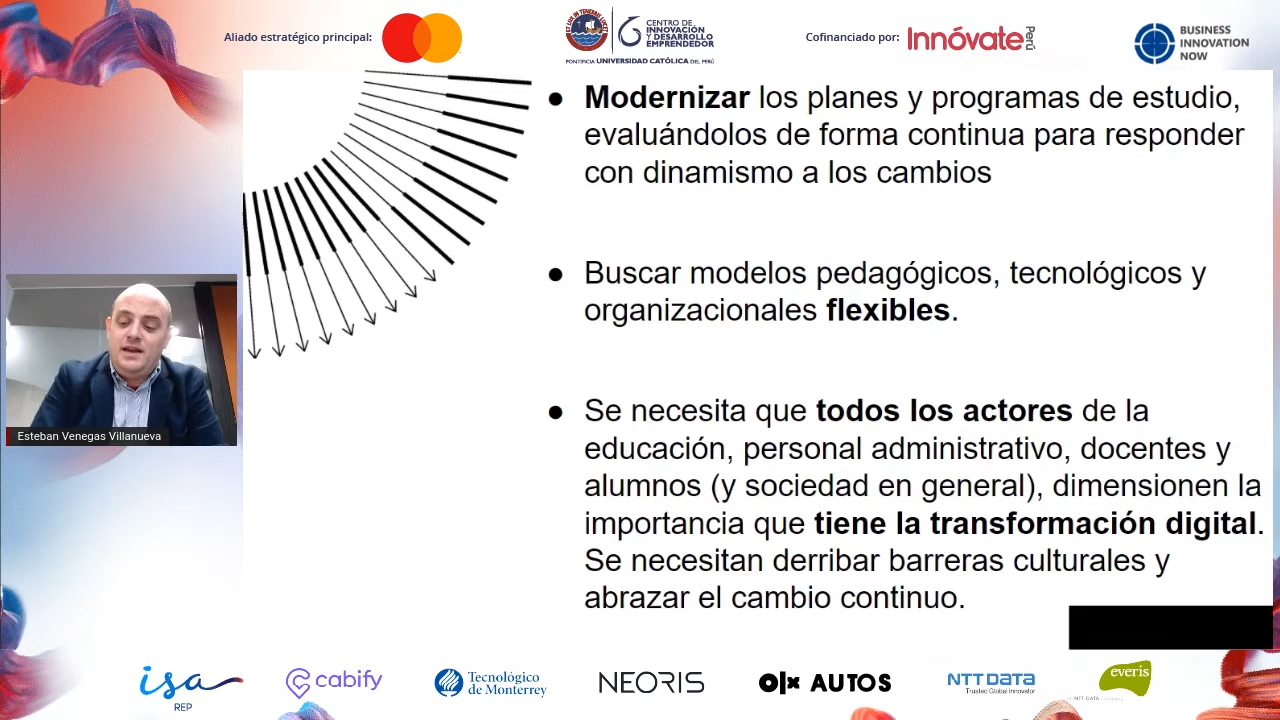 Aliado estratégico principal:
CENTRO DE
INNOVACIÓN
Y DESARROLLO
EMPRENDEDOR
PONTIFICIA UNIVERSIDAD CATÓLICA DEL PERÚ
Cofinanciado por:
Innóvate Perú
BUSINESS
INNOVATION
NOW
● Modernizar los planes y programas de estudio,
evaluándolos de forma continua para responder
con dinamismo a los cambios
● Buscar modelos pedagógicos, tecnológicos y
organizacionales flexibles.
● Se necesita que todos los actores de la
educación, personal administrativo, docentes y
alumnos (y sociedad en general), dimensionen la
importancia que tiene la transformación digital.
Se necesitan derribar barreras culturales y
abrazar el cambio continuo.
Esteban Venegas Villanueva
isa
REP
cabify
Tecnológico
de Monterrey
NEORIS
olx AUTOS
NTT DATA
Trusted Global Innovator
everis
an NTT DATA Company